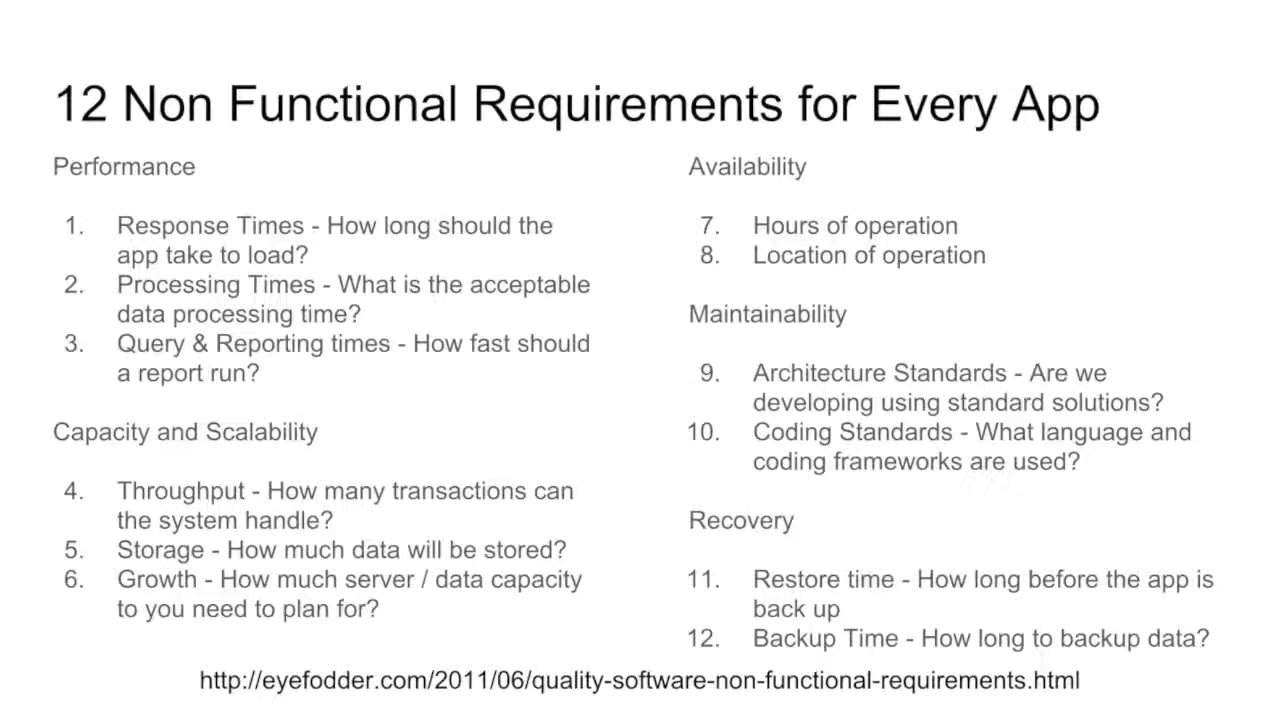 12 Non Functional Requirements for Every App
Performance
1. Response Times - How long should the
app take to load?
2. Processing Times - What is the acceptable
data processing time?
3. Query & Reporting times - How fast should
a report run?
Capacity and Scalability
4. Throughput - How many transactions can
the system handle?
5. Storage - How much data will be stored?
6. Growth - How much server / data capacity
to you need to plan for?
Availability
7. Hours of operation
8. Location of operation
Maintainability
9. Architecture Standards - Are we
developing using standard solutions?
10. Coding Standards - What language and
coding frameworks are used?
Recovery
11. Restore time - How long before the app is
back up
12. Backup Time - How long to backup data?
http://eyefodder.com/2011/06/quality-software-non-functional-requirements.html